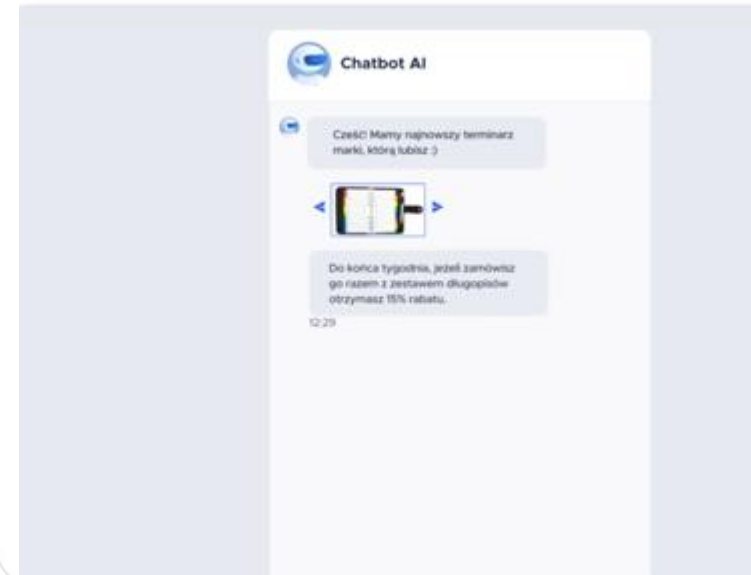 Chatbot AI
Cześć! Mamy najnowszy terminarz
marki, którą lubisz :)
Do końca tygodnia, jeżeli zamówisz
go razem z zestawem długopisów
otrzymasz 15% rabatu.
12:29